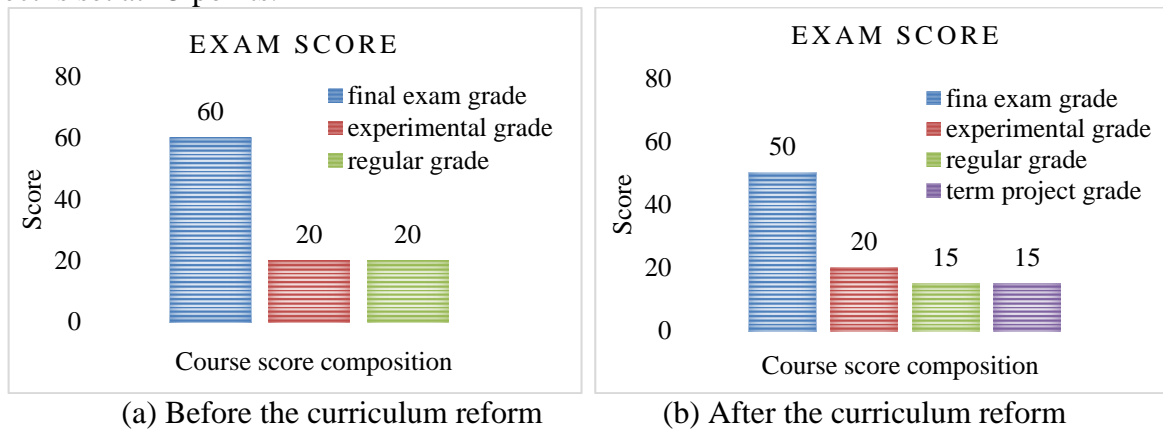 EXAM SCORE
80
60
40
20
0
Score
60
20
20
final exam grade
experimental grade
regular grade
Course score composition
(a) Before the curriculum reform
EXAM SCORE
80
60
40
20
0
Score
50
20
15
15
fina exam grade
experimental grade
regular grade
term project grade
Course score composition
(b) After the curriculum reform